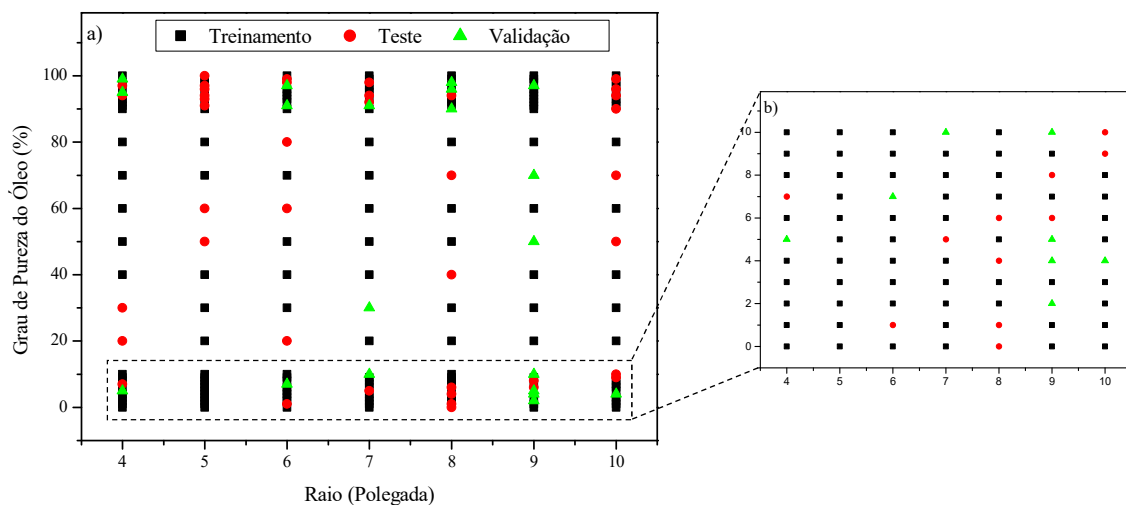 a) Treinamento Teste Validação
100
80
60
40
20
0
Grau de Pureza do Óleo (%)
4 5 6 7 8 9 10
Raio (Polegada)
b)
10
8
6
4
2
0
4 5 6 7 8 9 10